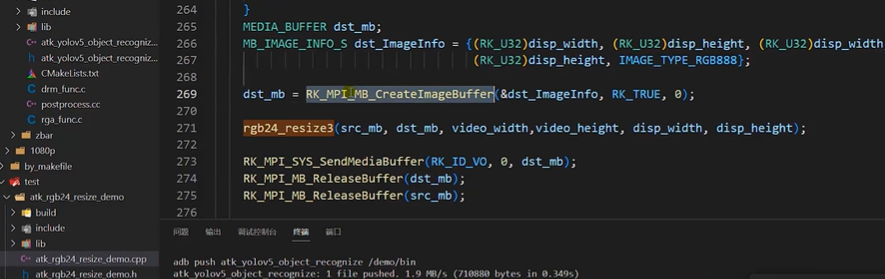 include
lib
atk_yolov5_object_recogniz...
atk_yolov5_object_recogniz...
CMakeLists.txt
drm_func.c
postprocess.cc
rga_func.c
zbar
1080p
by_makefile
test
atk_rgb24_resize_demo
build
include
lib
atk_rgb24_resize_demo.cpp
atk_rgb24_resize_demo.h
264 }
265 MEDIA_BUFFER dst_mb;
266 MB_IMAGE_INFO_S dst_ImageInfo = {(RK_U32)disp_width, (RK_U32)disp_height, (RK_U32)disp_width
267 (RK_U32)disp_height, IMAGE_TYPE_RGB888};
268
269 dst_mb = RK_MPI_MB_CreateImageBuffer(&dst_ImageInfo, RK_TRUE, 0);
270
271 rgb24_resize3(src_mb, dst_mb, video_width,video_height, disp_width, disp_height);
272
273 RK_MPI_SYS_SendMediaBuffer(RK_ID_VO, 0, dst_mb);
274 RK_MPI_MB_ReleaseBuffer(dst_mb);
275 RK_MPI_MB_ReleaseBuffer(src_mb);
276
问题 输出 调试控制台 终端 端口
adb push atk_yolov5_object_recognize /demo/bin
atk_yolov5_object_recognize: 1 file pushed. 1.9 MB/s (710880 bytes in 0.349s)